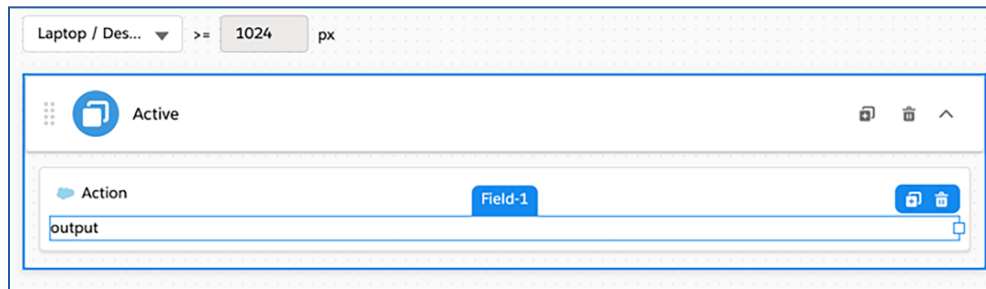 Laptop / Des... >= 1024 px
Active
Action
Field-1
output